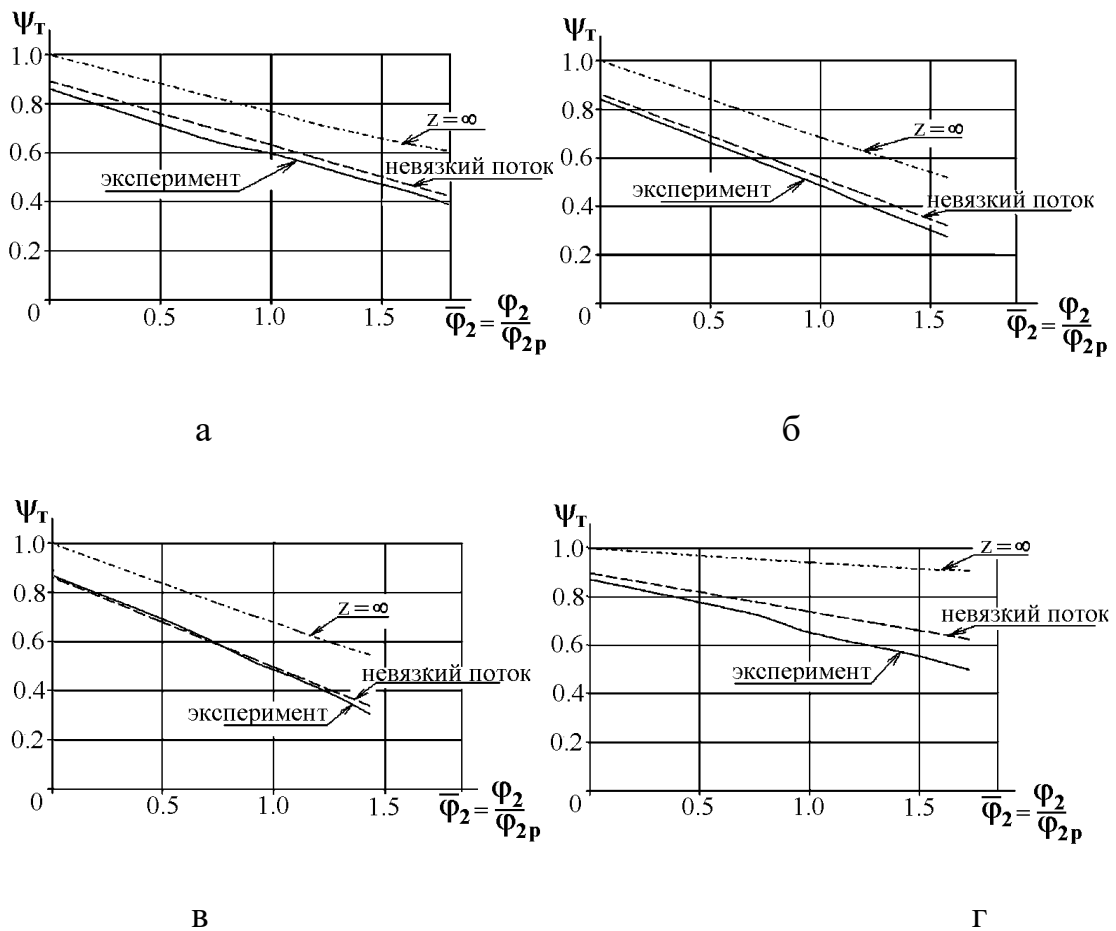 ψт
1.0
0.8
0.6
0.4
0.2
0
0.5
1.0
1.5
z = ∞
невязкий поток
эксперимент
φ̅2 = φ2/φ2р
а
ψт
1.0
0.8
0.6
0.4
0.2
0
0.5
1.0
1.5
z = ∞
невязкий поток
эксперимент
φ̅2 = φ2/φ2р
б
ψт
1.0
0.8
0.6
0.4
0.2
0
0.5
1.0
1.5
z = ∞
невязкий поток
эксперимент
φ̅2 = φ2/φ2р
в
ψт
1.0
0.8
0.6
0.4
0.2
0
0.5
1.0
1.5
z = ∞
невязкий поток
эксперимент
φ̅2 = φ2/φ2р
г